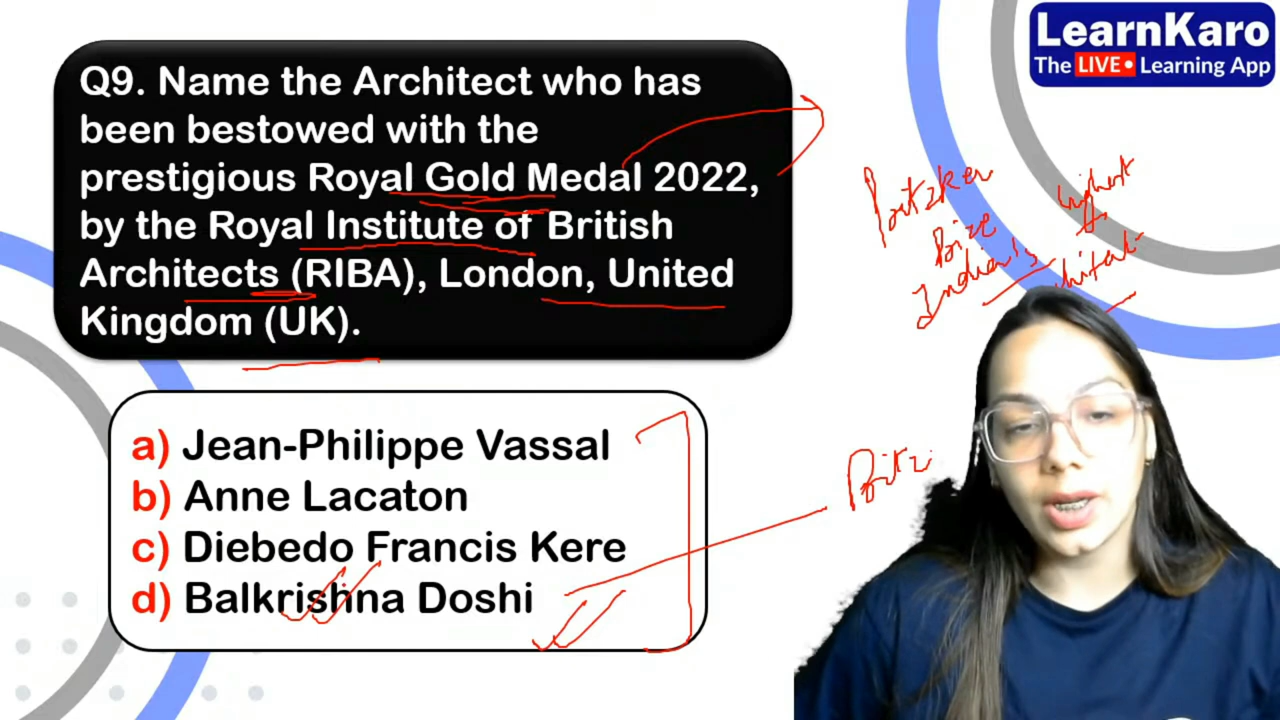 LearnKaro
The LIVE• Learning App
Q9. Name the Architect who has
been bestowed with the
prestigious Royal Gold Medal 2022,
by the Royal Institute of British
Architects (RIBA), London, United
Kingdom (UK).
Pritzker
Prize
India's
highest
a) Jean-Philippe Vassal
b) Anne Lacaton
c) Diebedo Francis Kere
d) Balkrishna Doshi
Pritz